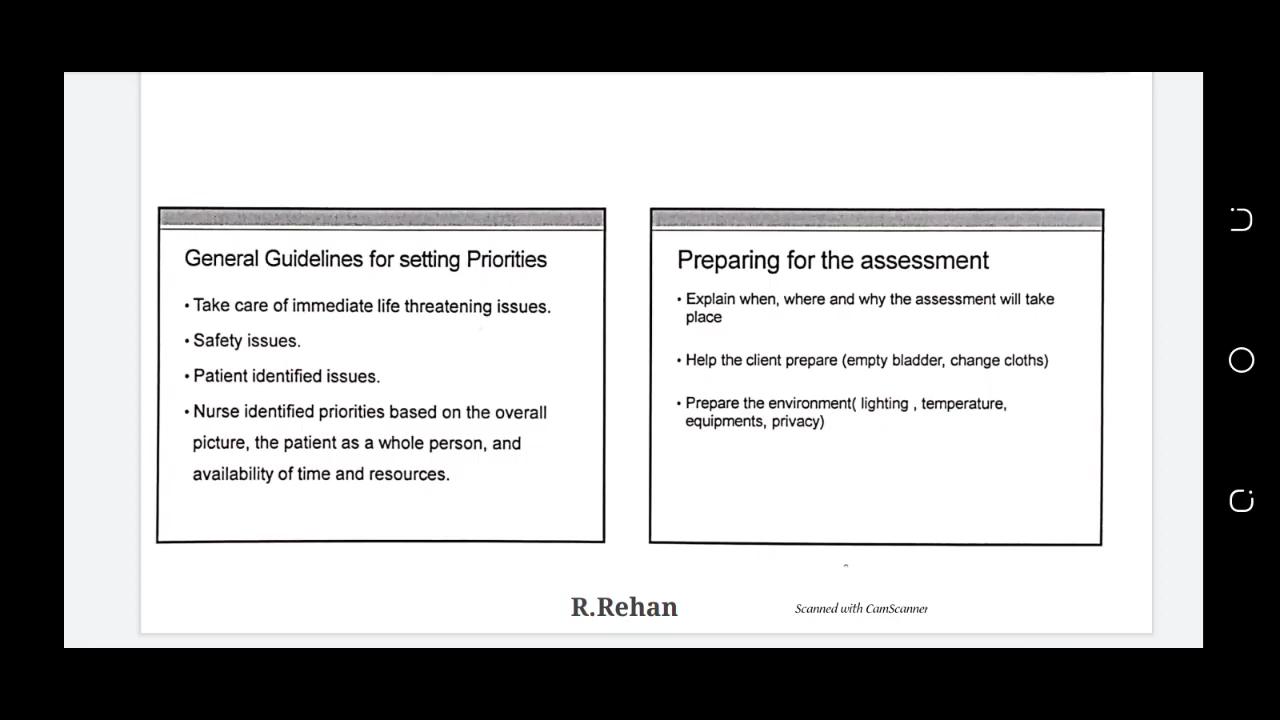 General Guidelines for setting Priorities
• Take care of immediate life threatening issues.
• Safety issues.
• Patient identified issues.
• Nurse identified priorities based on the overall
picture, the patient as a whole person, and
availability of time and resources.
Preparing for the assessment
• Explain when, where and why the assessment will take
place
• Help the client prepare (empty bladder, change cloths)
• Prepare the environment( lighting , temperature,
equipments, privacy)
R.Rehan
Scanned with CamScanner